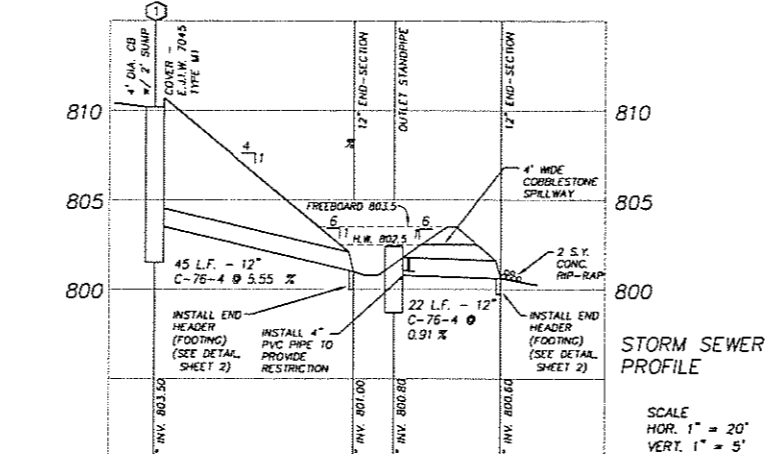 1
4' DIA. CB
W/ 2' SUMP
COVER -
E.J.I.W. 7045
TYPE M1
12" END-SECTION
OUTLET STANDPIPE
12" END-SECTION
810
810
4
1
4' WIDE
COBBLESTONE
SPILLWAY
805
805
FREEBOARD 803.5
6
1
6
1
H.W. 802.5
2 S.Y.
CONC.
RIP-RAP
45 L.F. - 12"
C-76-4 @ 5.55 %
800
800
22 L.F. - 12"
C-76-4 @
0.91 %
INSTALL END
HEADER
(FOOTING)
(SEE DETAIL,
SHEET 2)
INSTALL 4"
PVC PIPE TO
PROVIDE
RESTRICTION
INSTALL END
HEADER
(FOOTING)
(SEE DETAIL,
SHEET 2)
STORM SEWER
PROFILE
SCALE
HOR. 1" = 20'
VERT. 1" = 5'
" INV. 803.50
" INV. 801.00
" INV. 800.80
" INV. 800.60